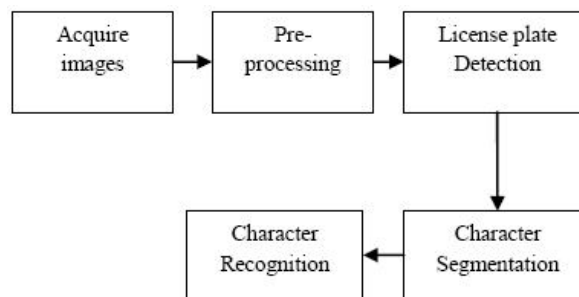 Acquire
images
Pre-
processing
License plate
Detection
Character
Segmentation
Character
Recognition